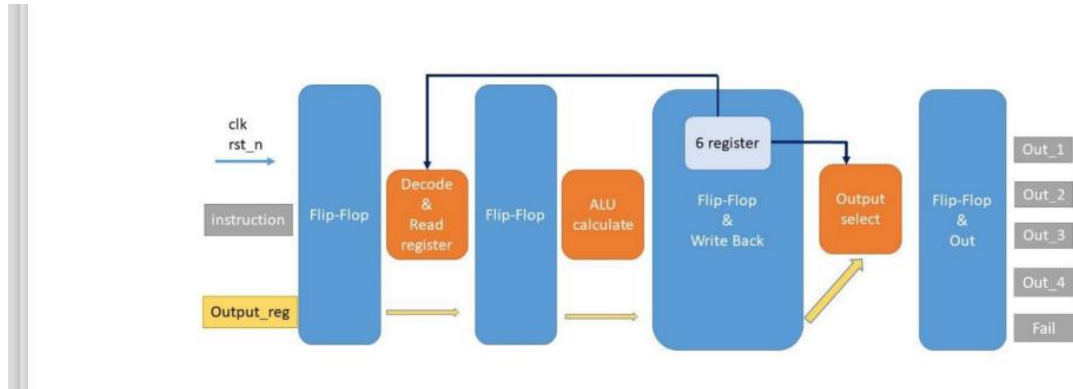 clk
rst_n
instruction
Output_reg
Flip-Flop
Decode
&
Read
register
Flip-Flop
ALU
calculate
6 register
Flip-Flop
&
Write Back
Output
select
Flip-Flop
&
Out
Out_1
Out_2
Out_3
Out_4
Fail